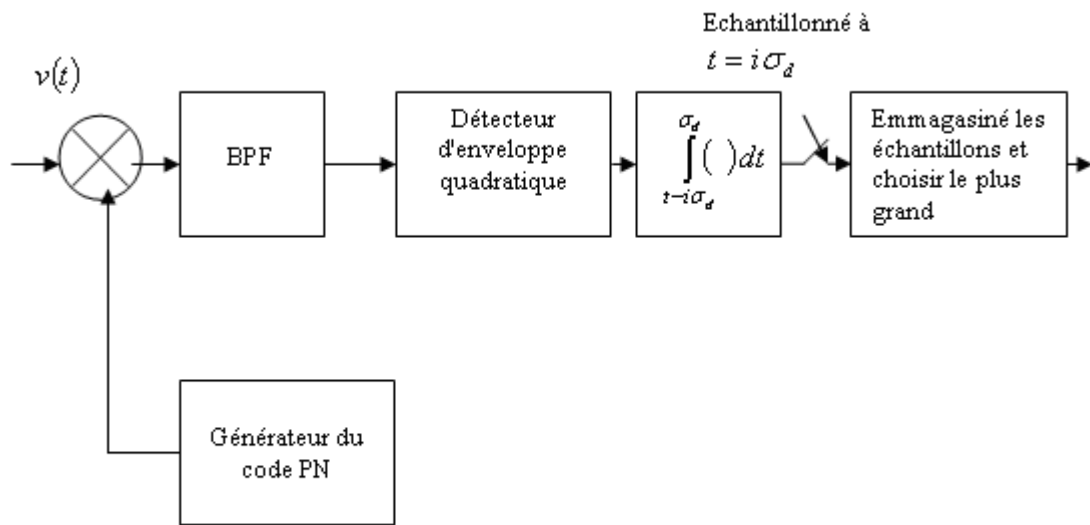 Echantillonné à
t = iσ_d
v(t)
BPF
Détecteur
d'enveloppe
quadratique
σ_d
∫( )dt
t−iσ_d
Emmagasiné les
échantillons et
choisir le plus
grand
Générateur du
code PN